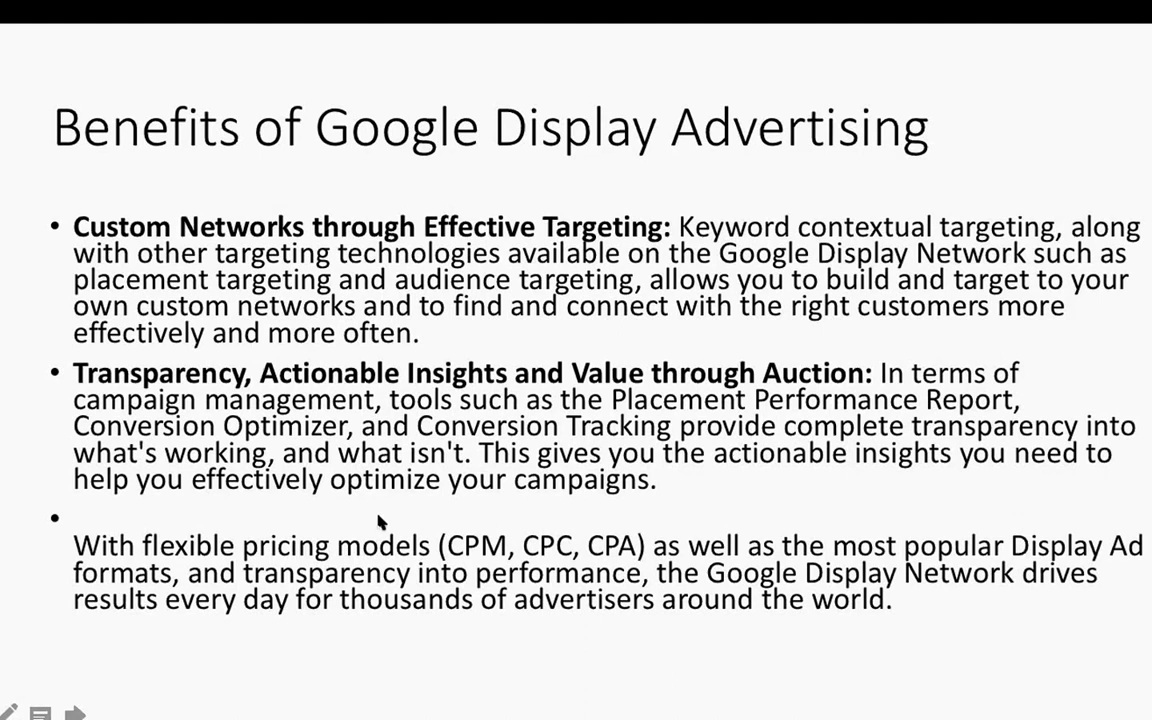 Benefits of Google Display Advertising
• Custom Networks through Effective Targeting: Keyword contextual targeting, along
with other targeting technologies available on the Google Display Network such as
placement targeting and audience targeting, allows you to build and target to your
own custom networks and to find and connect with the right customers more
effectively and more often.
• Transparency, Actionable Insights and Value through Auction: In terms of
campaign management, tools such as the Placement Performance Report,
Conversion Optimizer, and Conversion Tracking provide complete transparency into
what's working, and what isn't. This gives you the actionable insights you need to
help you effectively optimize your campaigns.
•
With flexible pricing models (CPM, CPC, CPA) as well as the most popular Display Ad
formats, and transparency into performance, the Google Display Network drives
results every day for thousands of advertisers around the world.